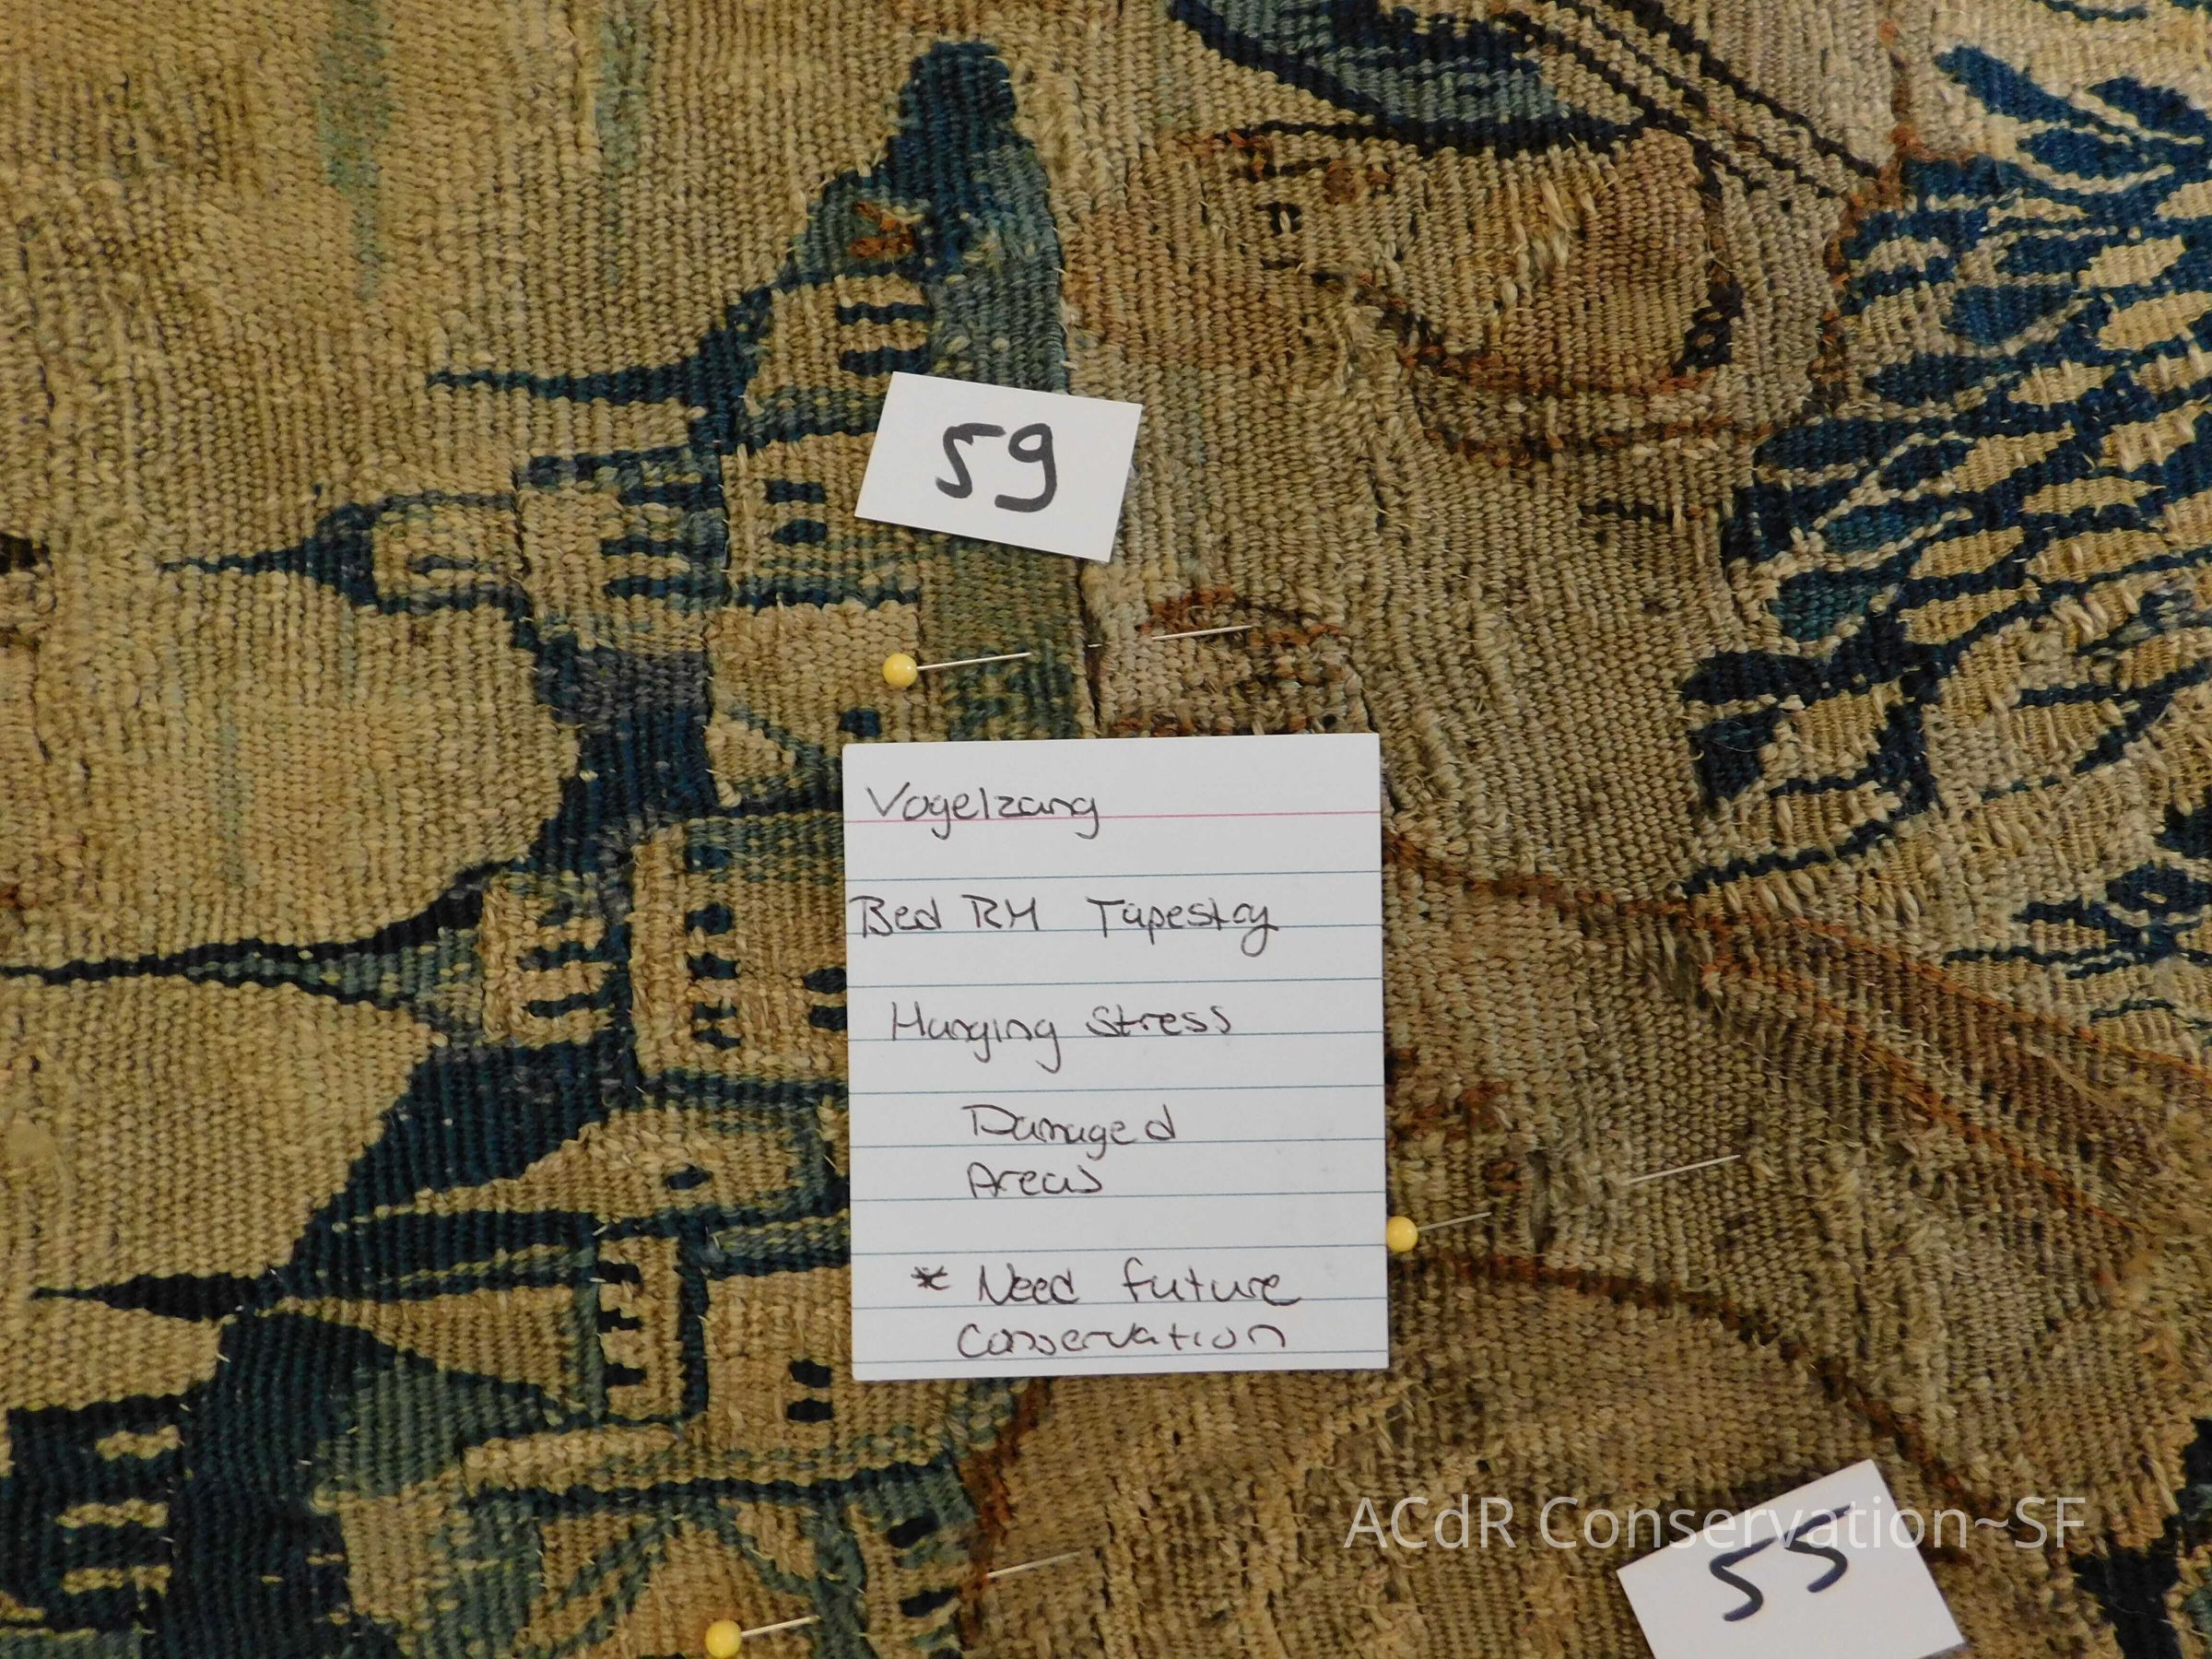 59
Vogelzang
Bed RM Tapestry
Hanging Stress
Damaged
Areas
* Need future
Conservation
ACdR Conservation~SF
55